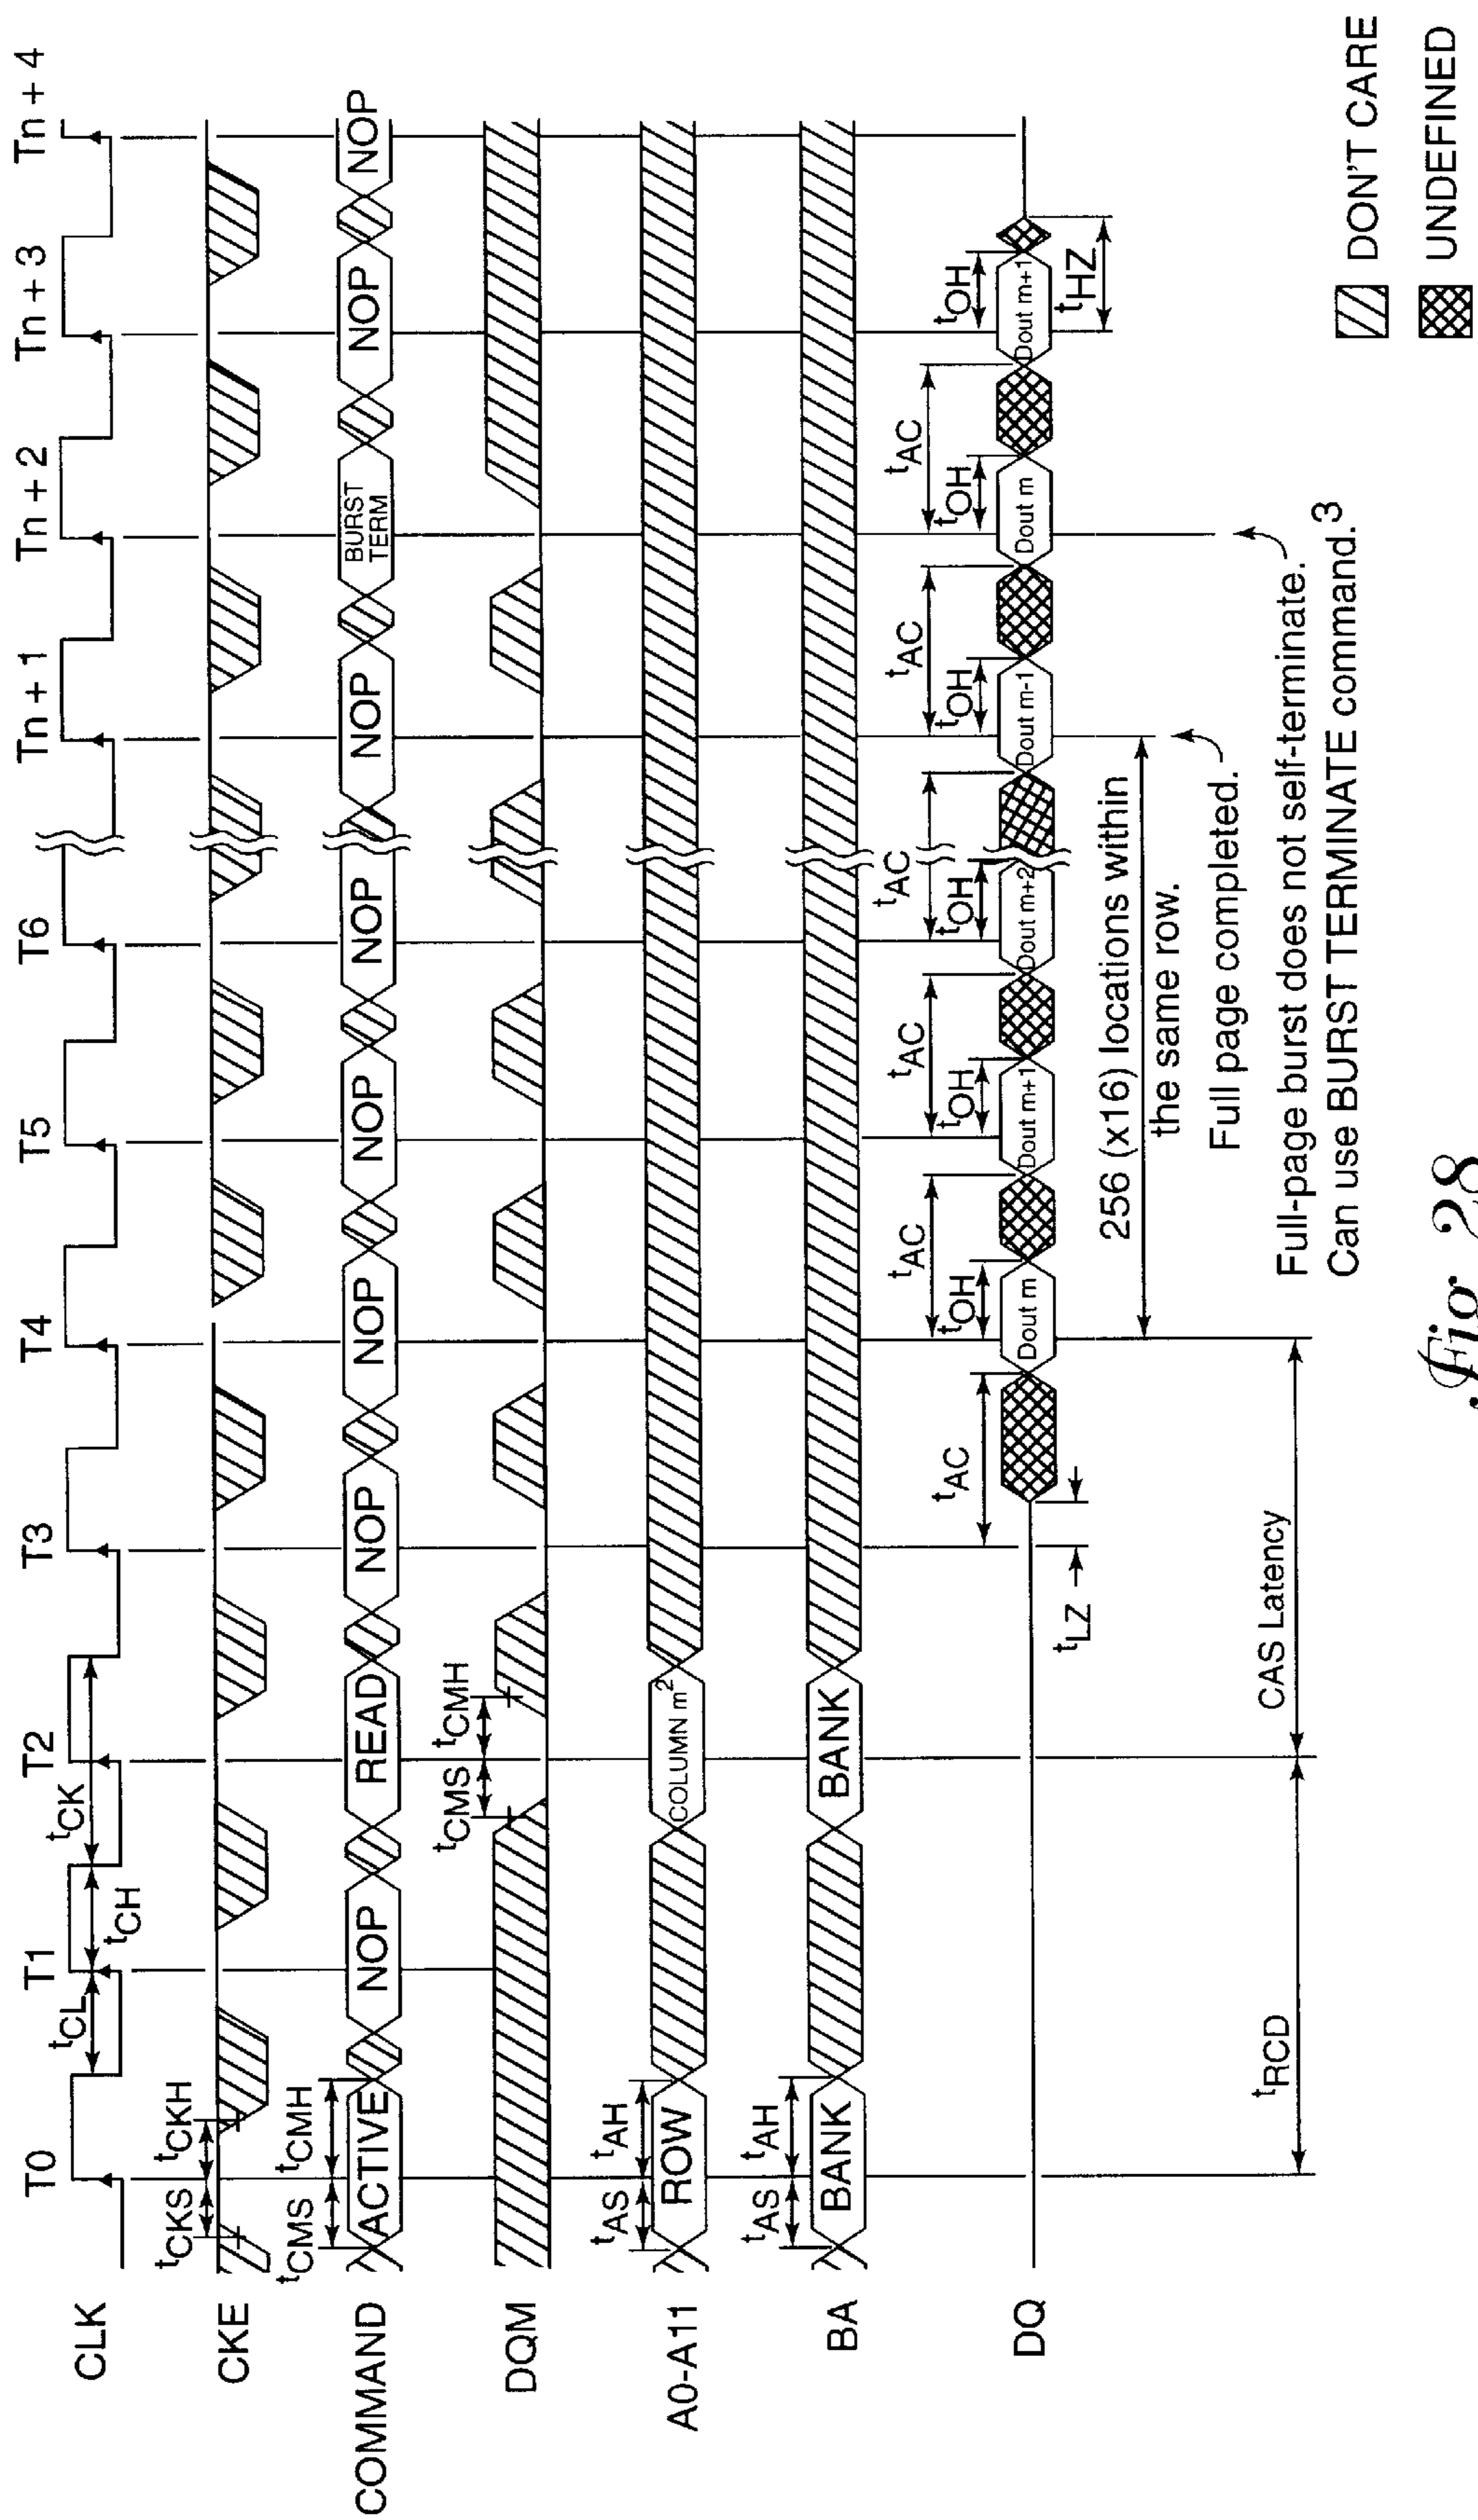 T0 T1 T2 T3 T4 T5 T6 Tn + 1 Tn + 2 Tn + 3 Tn + 4
CLK
tCL tCH tCK
tCKS tCKH
CKE
tCMS tCMH
COMMAND ACTIVE NOP READ NOP NOP NOP NOP NOP BURST TERM NOP NOP
tCMS tCMH
DQM
tAS tAH
A0-A11 ROW COLUMN m2
tAS tAH
BA BANK BANK
tAC tAC tAC tAC tAC tAC
tAC
tOH tOH tOH tOH tOH tOH
DQ Dout m Dout m+1 Dout m+2 Dout m-1 Dout m Dout m+1
tLZ tHZ
256 (x16) locations within
the same row.
Full page completed.
tRCD CAS Latency
Full-page burst does not self-terminate.
Can use BURST TERMINATE command. 3
DON'T CARE
UNDEFINED
Fig. 28